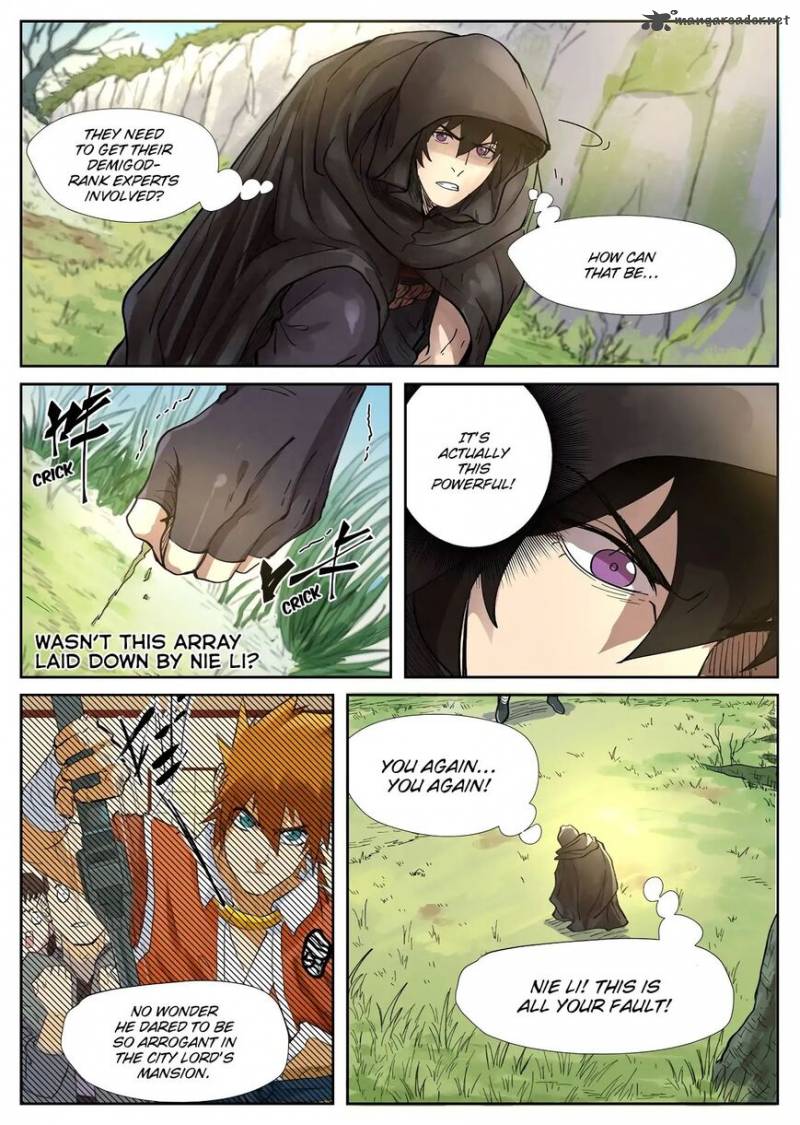 mangareader.net
THEY NEED
TO GET THEIR
DEMIGOD-
RANK EXPERTS
INVOLVED?
HOW CAN
THAT BE...
CRICK
CRICK
WASN'T THIS ARRAY
LAID DOWN BY NIE LI?
IT'S
ACTUALLY
THIS
POWERFUL!
NO WONDER
HE DARED TO BE
SO ARROGANT
IN THE CITY LORD'S
MANSION.
YOU AGAIN...
YOU AGAIN!
NIE LI! THIS IS
ALL YOUR FAULT!